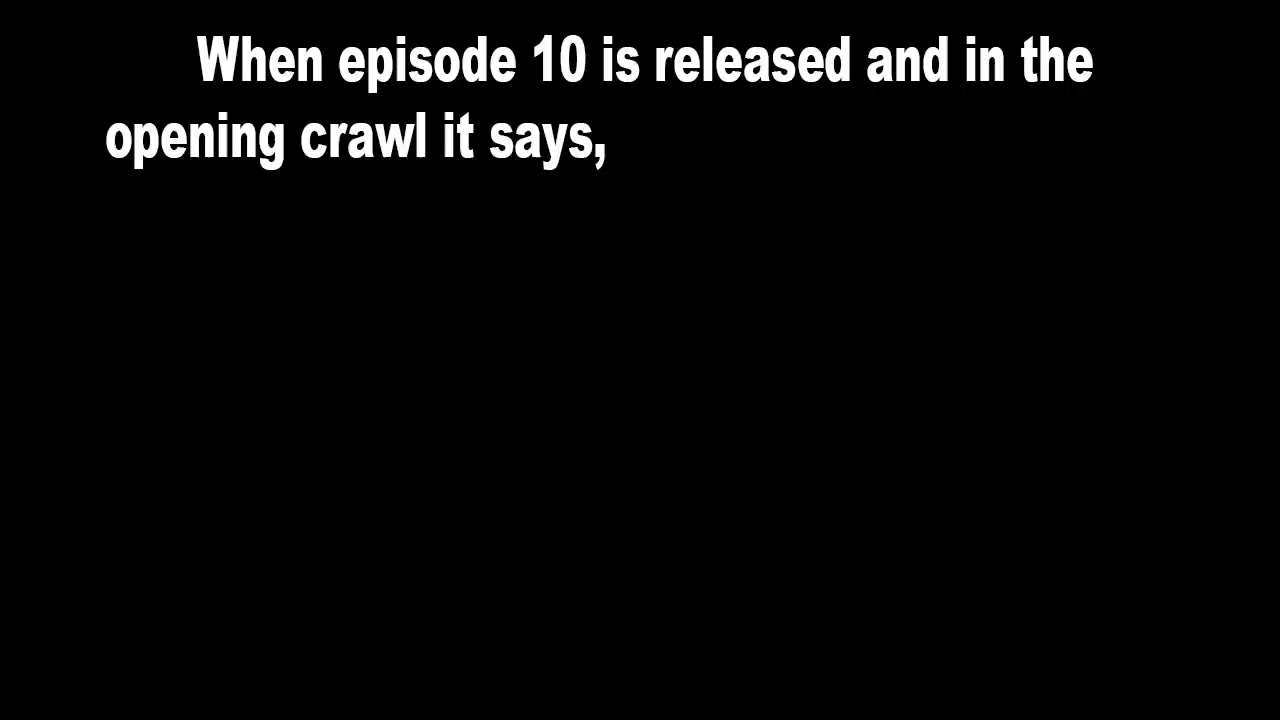 When episode 10 is released and in the
opening crawl it says,